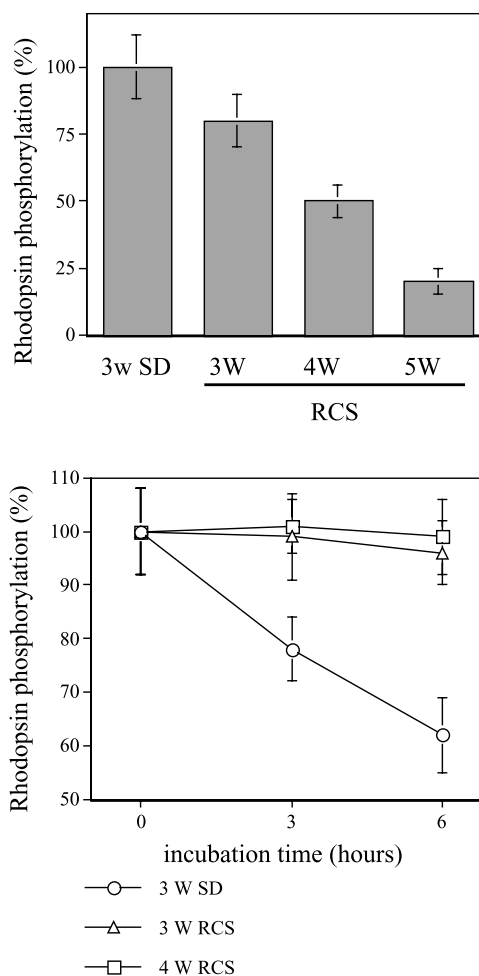 Rhodopsin phosphorylation (%)
100
75
50
25
0
3w SD
3W
4W
5W
RCS
Rhodopsin phosphorylation (%)
110
100
90
80
70
60
50
0
3
6
incubation time (hours)
3 W SD
3 W RCS
4 W RCS